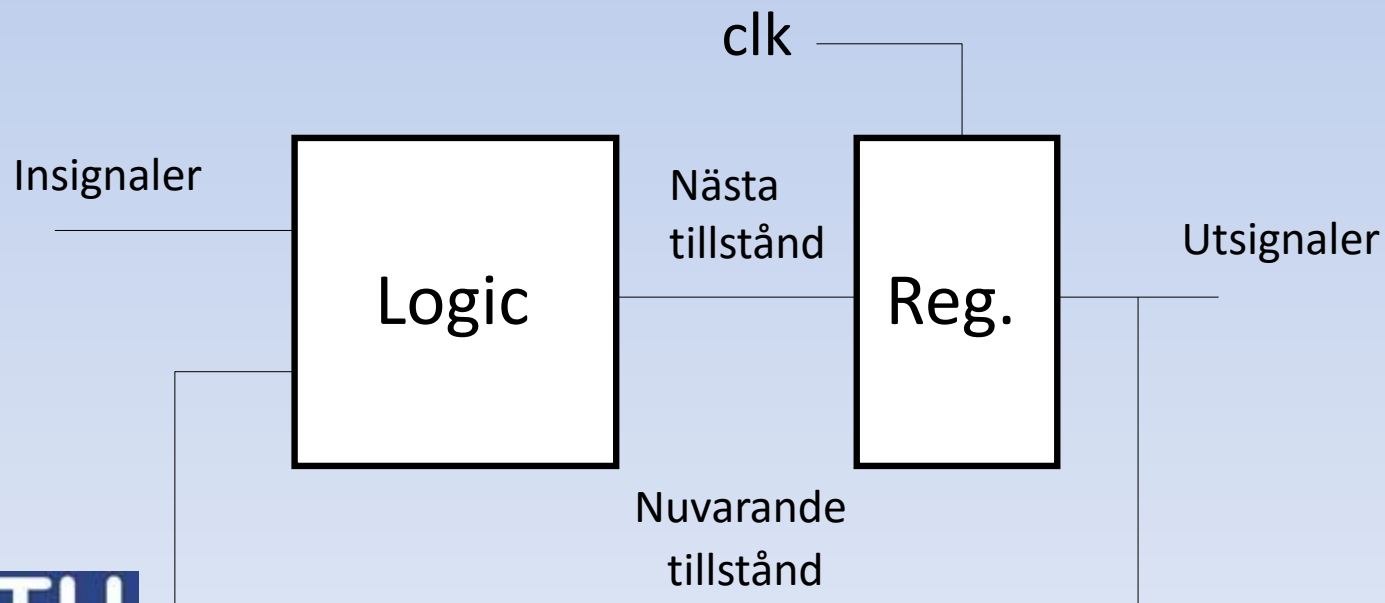 clk
Insignaler
Nästa
tillstånd
Utsignaler
Logic
Reg.
Nuvarande
tillstånd